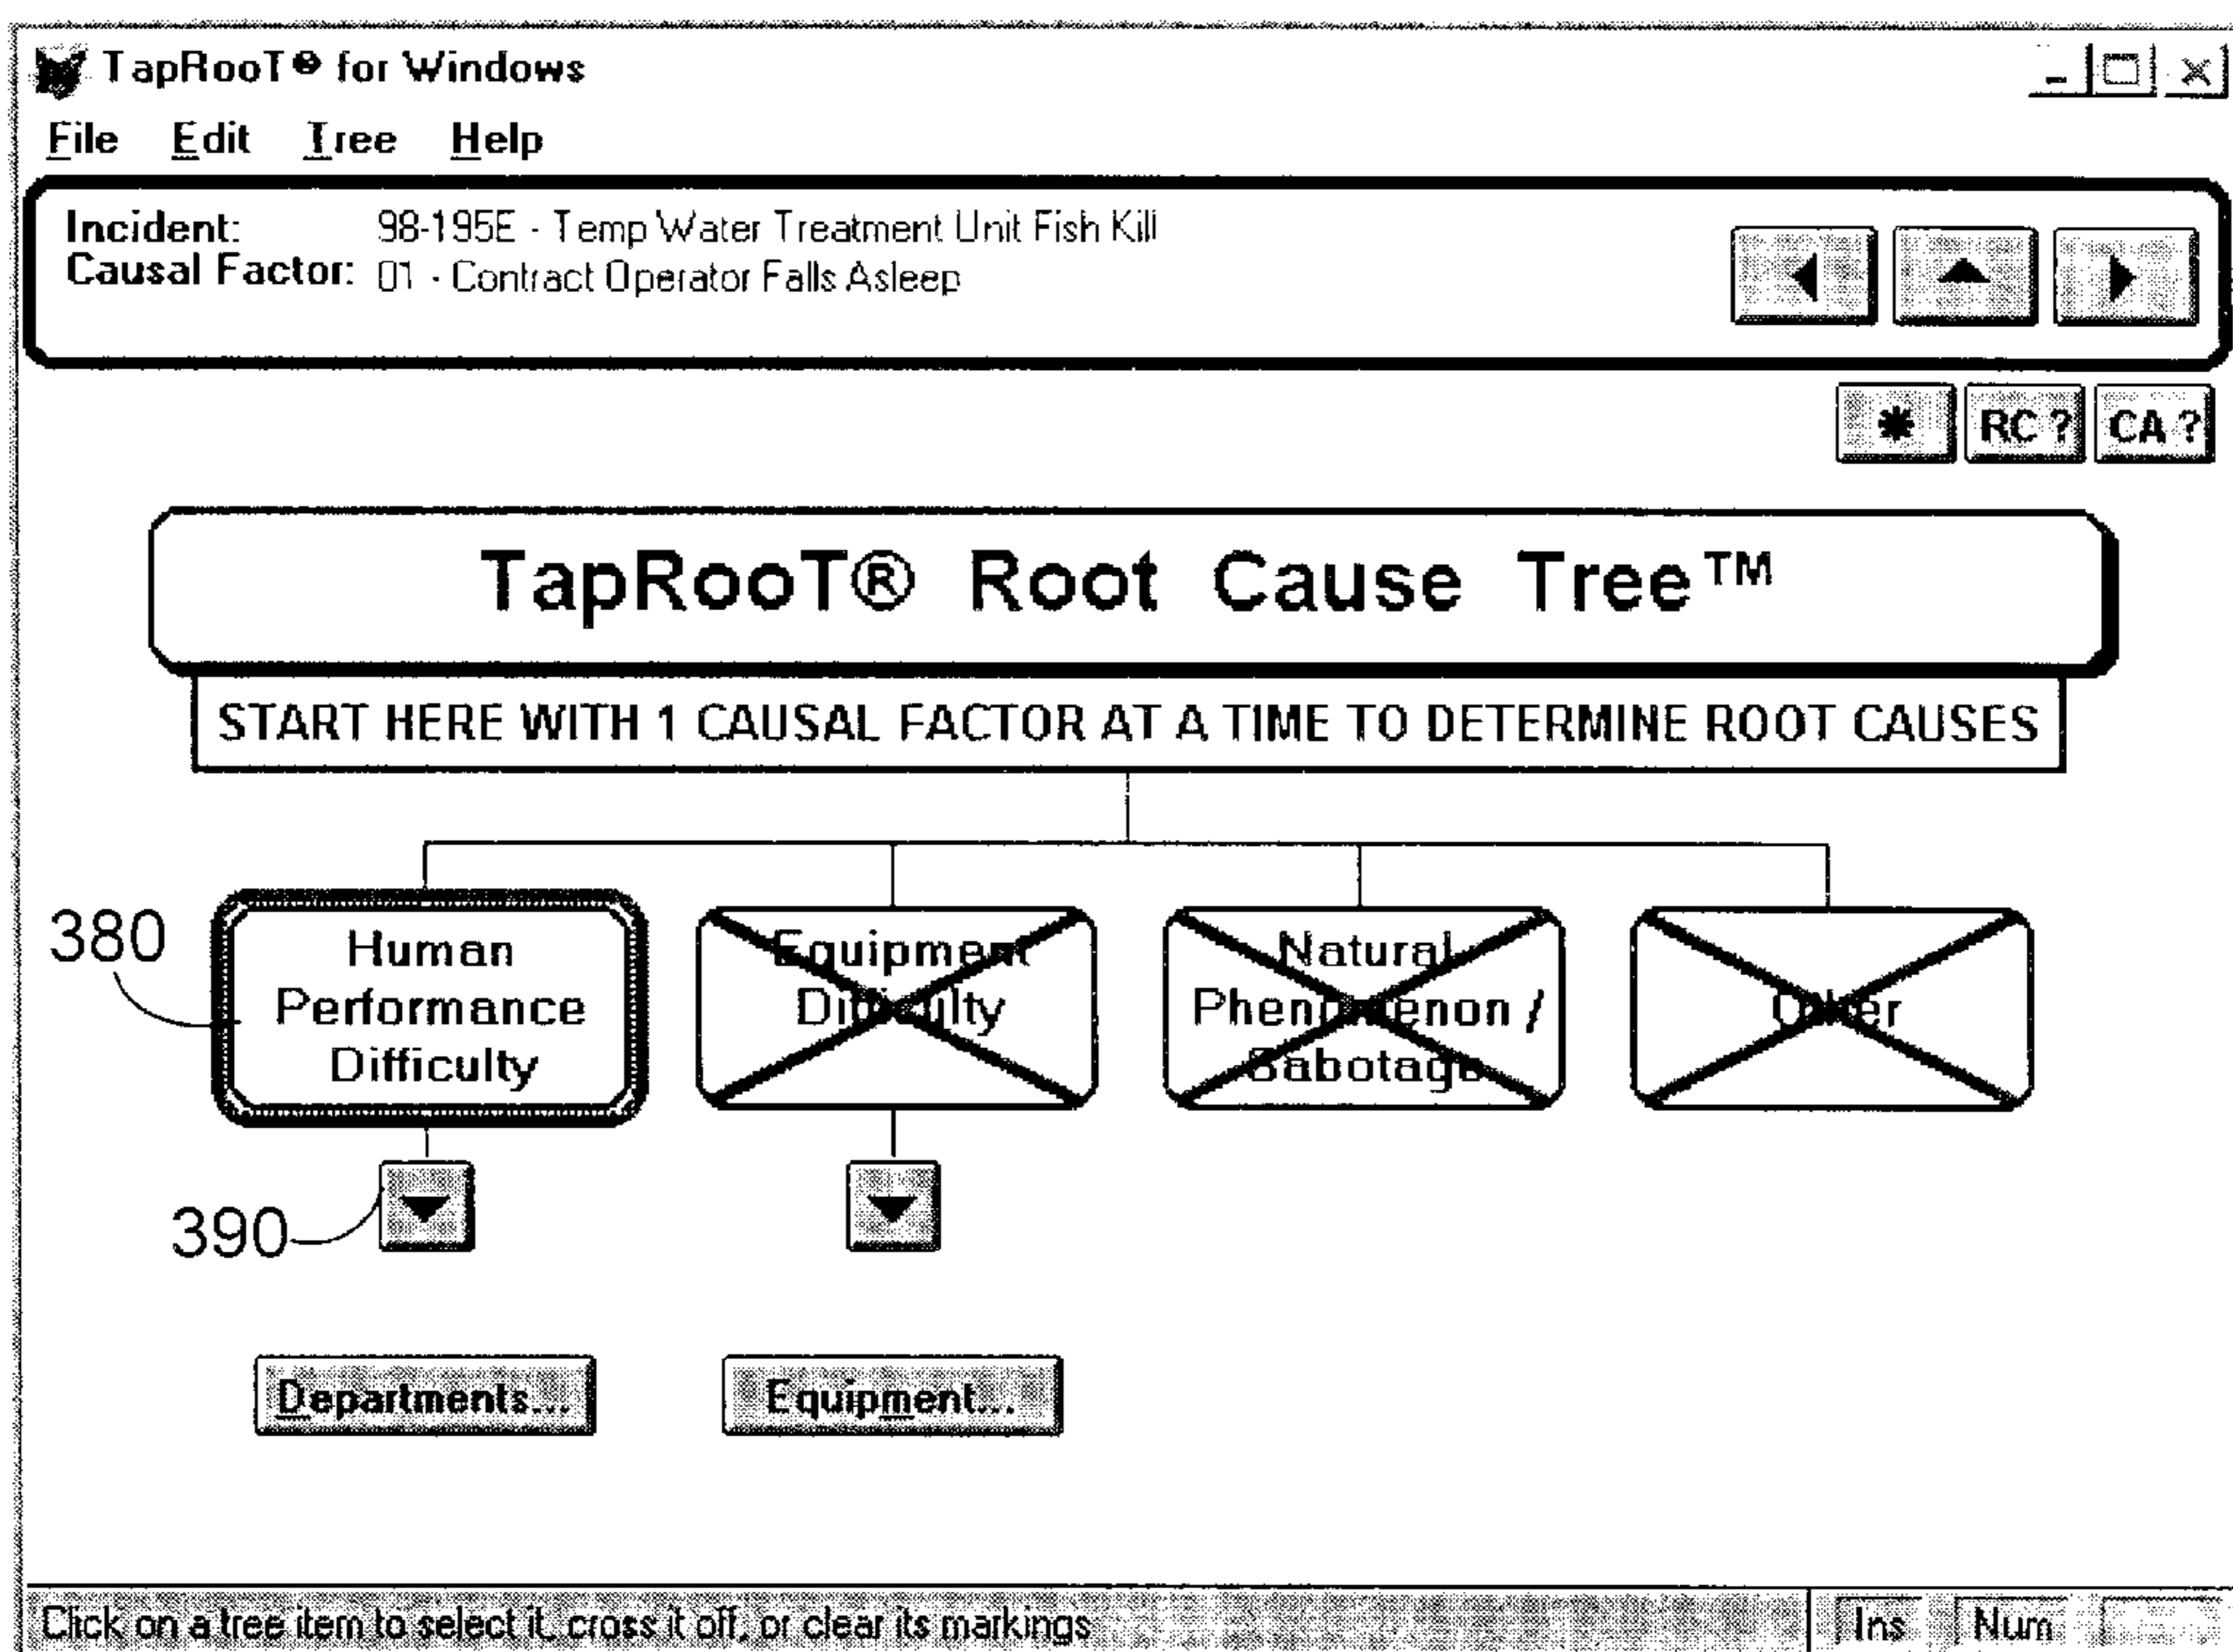 TapRooT® for Windows
File Edit Tree Help
Incident: 98-195E - Temp Water Treatment Unit Fish Kill
Causal Factor: 01 - Contract Operator Falls Asleep
* RC ? CA ?
TapRooT® Root Cause Tree™
START HERE WITH 1 CAUSAL FACTOR AT A TIME TO DETERMINE ROOT CAUSES
380
Human
Performance
Difficulty
Equipment
Difficulty
Natural
Phenomenon /
Sabotage
Other
390
Departments...
Equipment...
Click on a tree item to select it, cross it off, or clear its markings
Ins Num